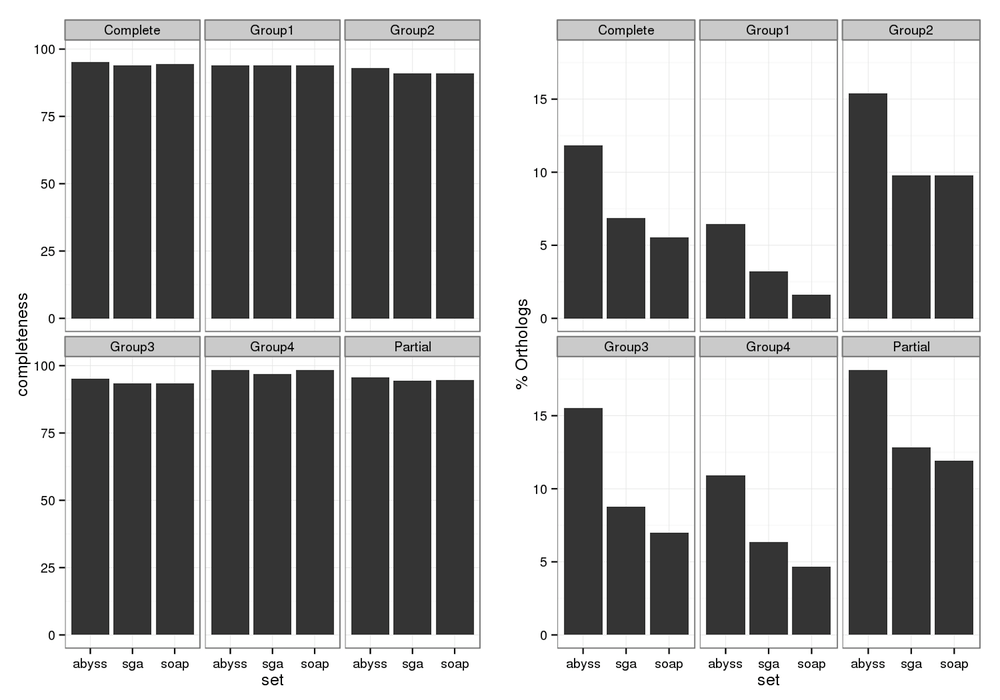 Complete Group1 Group2
100
75
50
25
0
Group3 Group4 Partial
100
75
50
25
0
abyss sga soap abyss sga soap abyss sga soap
set
completeness
Complete Group1 Group2
15
10
5
0
Group3 Group4 Partial
15
10
5
0
abyss sga soap abyss sga soap abyss sga soap
set
% Orthologs